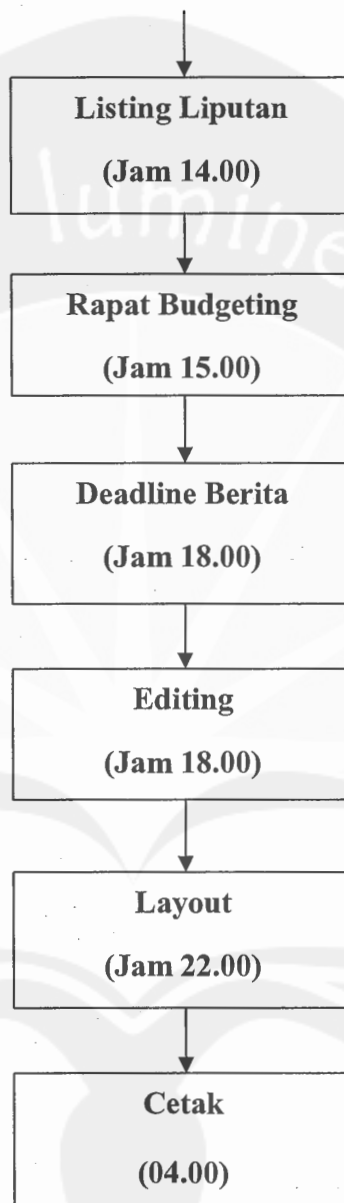 Listing Liputan
(Jam 14.00)
lumine
Rapat Budgeting
(Jam 15.00)
Deadline Berita
(Jam 18.00)
Editing
(Jam 18.00)
Layout
(Jam 22.00)
Cetak
(04.00)